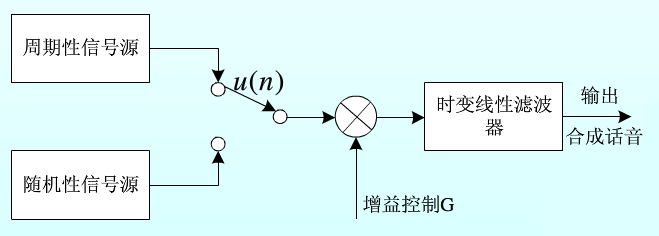 周期性信号源
u(n)
时变线性滤波
器
输出
合成话音
随机性信号源
增益控制G